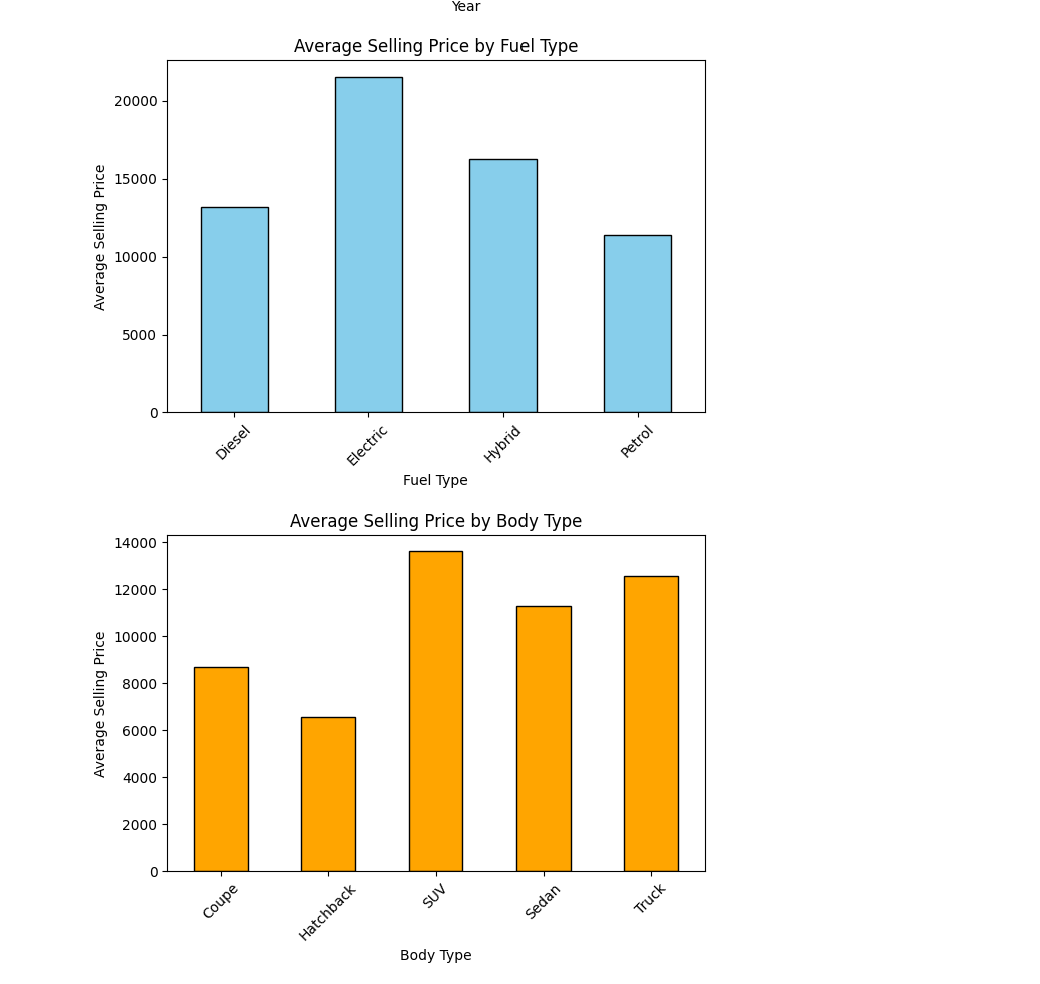 Year
Average Selling Price by Fuel Type
Average Selling Price
20000
15000
10000
5000
0
Diesel
Electric
Hybrid
Petrol
Fuel Type
Average Selling Price by Body Type
Average Selling Price
14000
12000
10000
8000
6000
4000
2000
0
Coupe
Hatchback
SUV
Sedan
Truck
Body Type